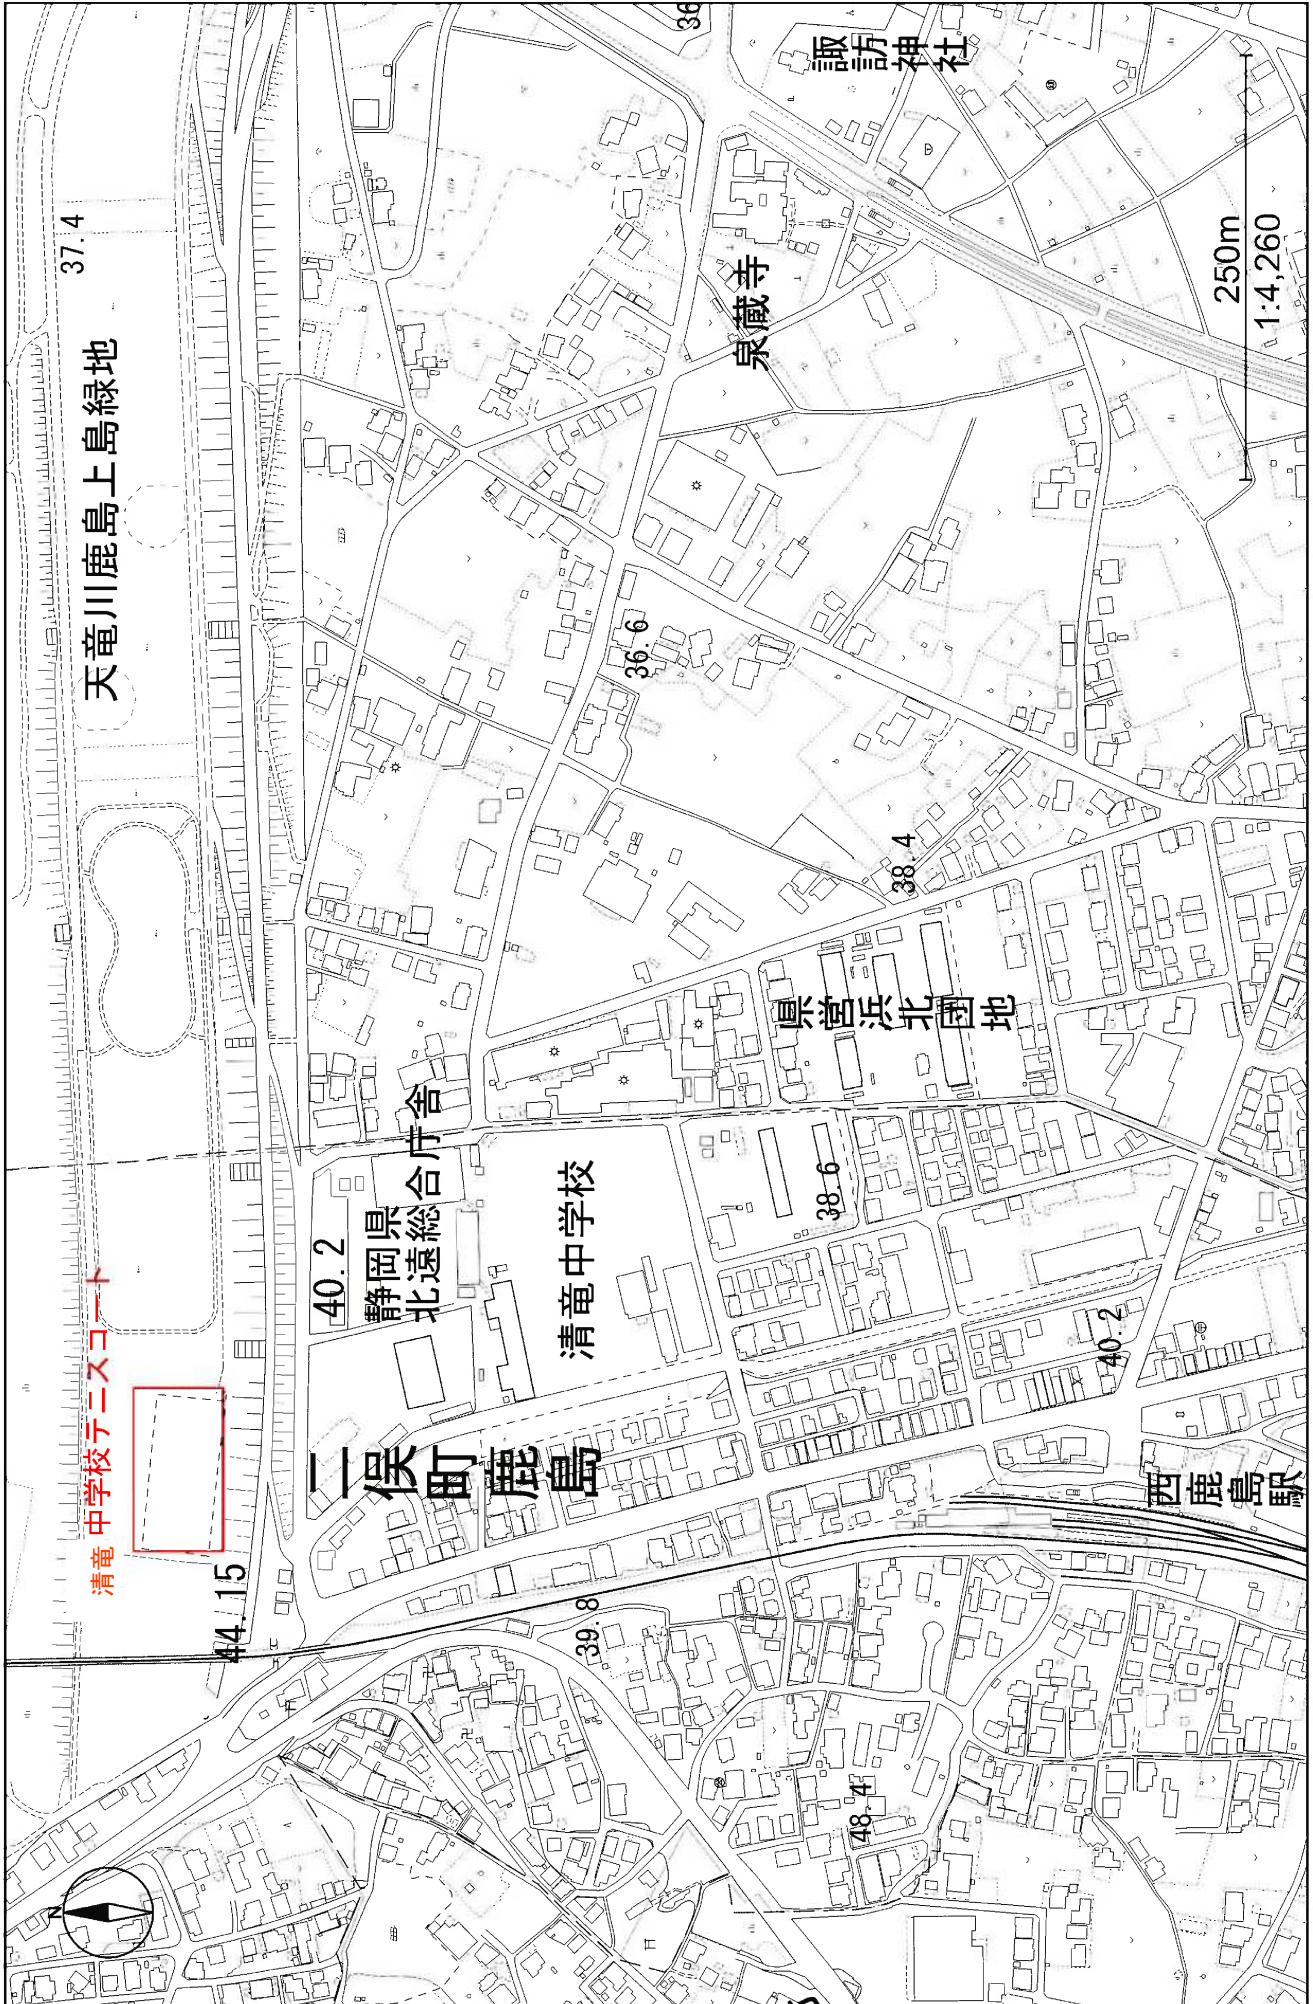 天竜川鹿島上島緑地
37.4
36
諏訪神社
250m
1:4,260
泉蔵寺
36.6
38.4
県営浜北団地
静岡県
北遠総合庁舎
40.2
清竜中学校
38.6
清竜 中学校テニスコート
二俣町鹿島
40.2
西鹿島駅
44.15
39.8
48.4
N